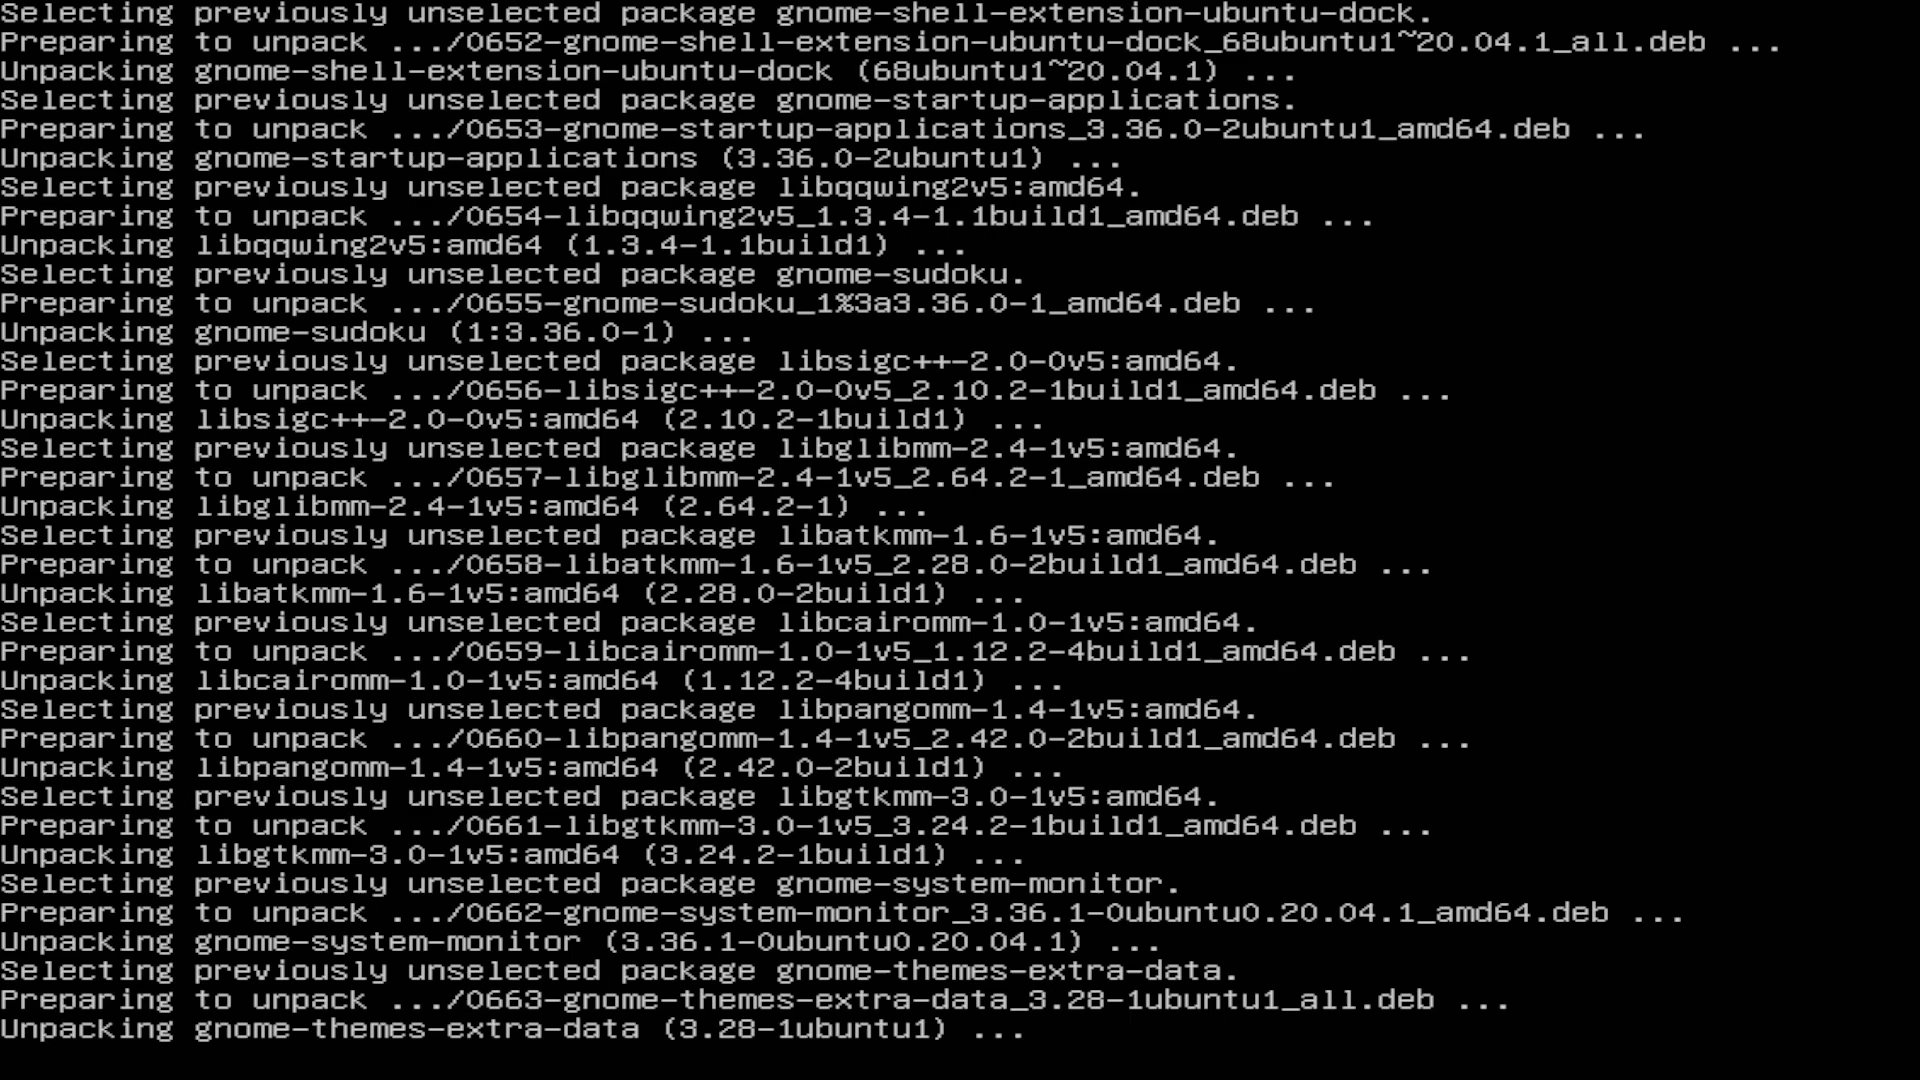 Selecting previously unselected package gnome-shell-extension-ubuntu-dock.
Preparing to unpack .../0652-gnome-shell-extension-ubuntu-dock_68ubuntu1~20.04.1_all.deb ...
Unpacking gnome-shell-extension-ubuntu-dock (68ubuntu1~20.04.1) ...
Selecting previously unselected package gnome-startup-applications.
Preparing to unpack .../0653-gnome-startup-applications_3.36.0-2ubuntu1_amd64.deb ...
Unpacking gnome-startup-applications (3.36.0-2ubuntu1) ...
Selecting previously unselected package libqqwing2v5:amd64.
Preparing to unpack .../0654-libqqwing2v5_1.3.4-1.1build1_amd64.deb ...
Unpacking libqqwing2v5:amd64 (1.3.4-1.1build1) ...
Selecting previously unselected package gnome-sudoku.
Preparing to unpack .../0655-gnome-sudoku_1%3a3.36.0-1_amd64.deb ...
Unpacking gnome-sudoku (1:3.36.0-1) ...
Selecting previously unselected package libsigc++-2.0-0v5:amd64.
Preparing to unpack .../0656-libsigc++-2.0-0v5_2.10.2-1build1_amd64.deb ...
Unpacking libsigc++-2.0-0v5:amd64 (2.10.2-1build1) ...
Selecting previously unselected package libglibmm-2.4-1v5:amd64.
Preparing to unpack .../0657-libglibmm-2.4-1v5_2.64.2-1_amd64.deb ...
Unpacking libglibmm-2.4-1v5:amd64 (2.64.2-1) ...
Selecting previously unselected package libatkmm-1.6-1v5:amd64.
Preparing to unpack .../0658-libatkmm-1.6-1v5_2.28.0-2build1_amd64.deb ...
Unpacking libatkmm-1.6-1v5:amd64 (2.28.0-2build1) ...
Selecting previously unselected package libcairomm-1.0-1v5:amd64.
Preparing to unpack .../0659-libcairomm-1.0-1v5_1.12.2-4build1_amd64.deb ...
Unpacking libcairomm-1.0-1v5:amd64 (1.12.2-4build1) ...
Selecting previously unselected package libpangomm-1.4-1v5:amd64.
Preparing to unpack .../0660-libpangomm-1.4-1v5_2.42.0-2build1_amd64.deb ...
Unpacking libpangomm-1.4-1v5:amd64 (2.42.0-2build1) ...
Selecting previously unselected package libgtkmm-3.0-1v5:amd64.
Preparing to unpack .../0661-libgtkmm-3.0-1v5_3.24.2-1build1_amd64.deb ...
Unpacking libgtkmm-3.0-1v5:amd64 (3.24.2-1build1) ...
Selecting previously unselected package gnome-system-monitor.
Preparing to unpack .../0662-gnome-system-monitor_3.36.1-0ubuntu0.20.04.1_amd64.deb ...
Unpacking gnome-system-monitor (3.36.1-0ubuntu0.20.04.1) ...
Selecting previously unselected package gnome-themes-extra-data.
Preparing to unpack .../0663-gnome-themes-extra-data_3.28-1ubuntu1_all.deb ...
Unpacking gnome-themes-extra-data (3.28-1ubuntu1) ...